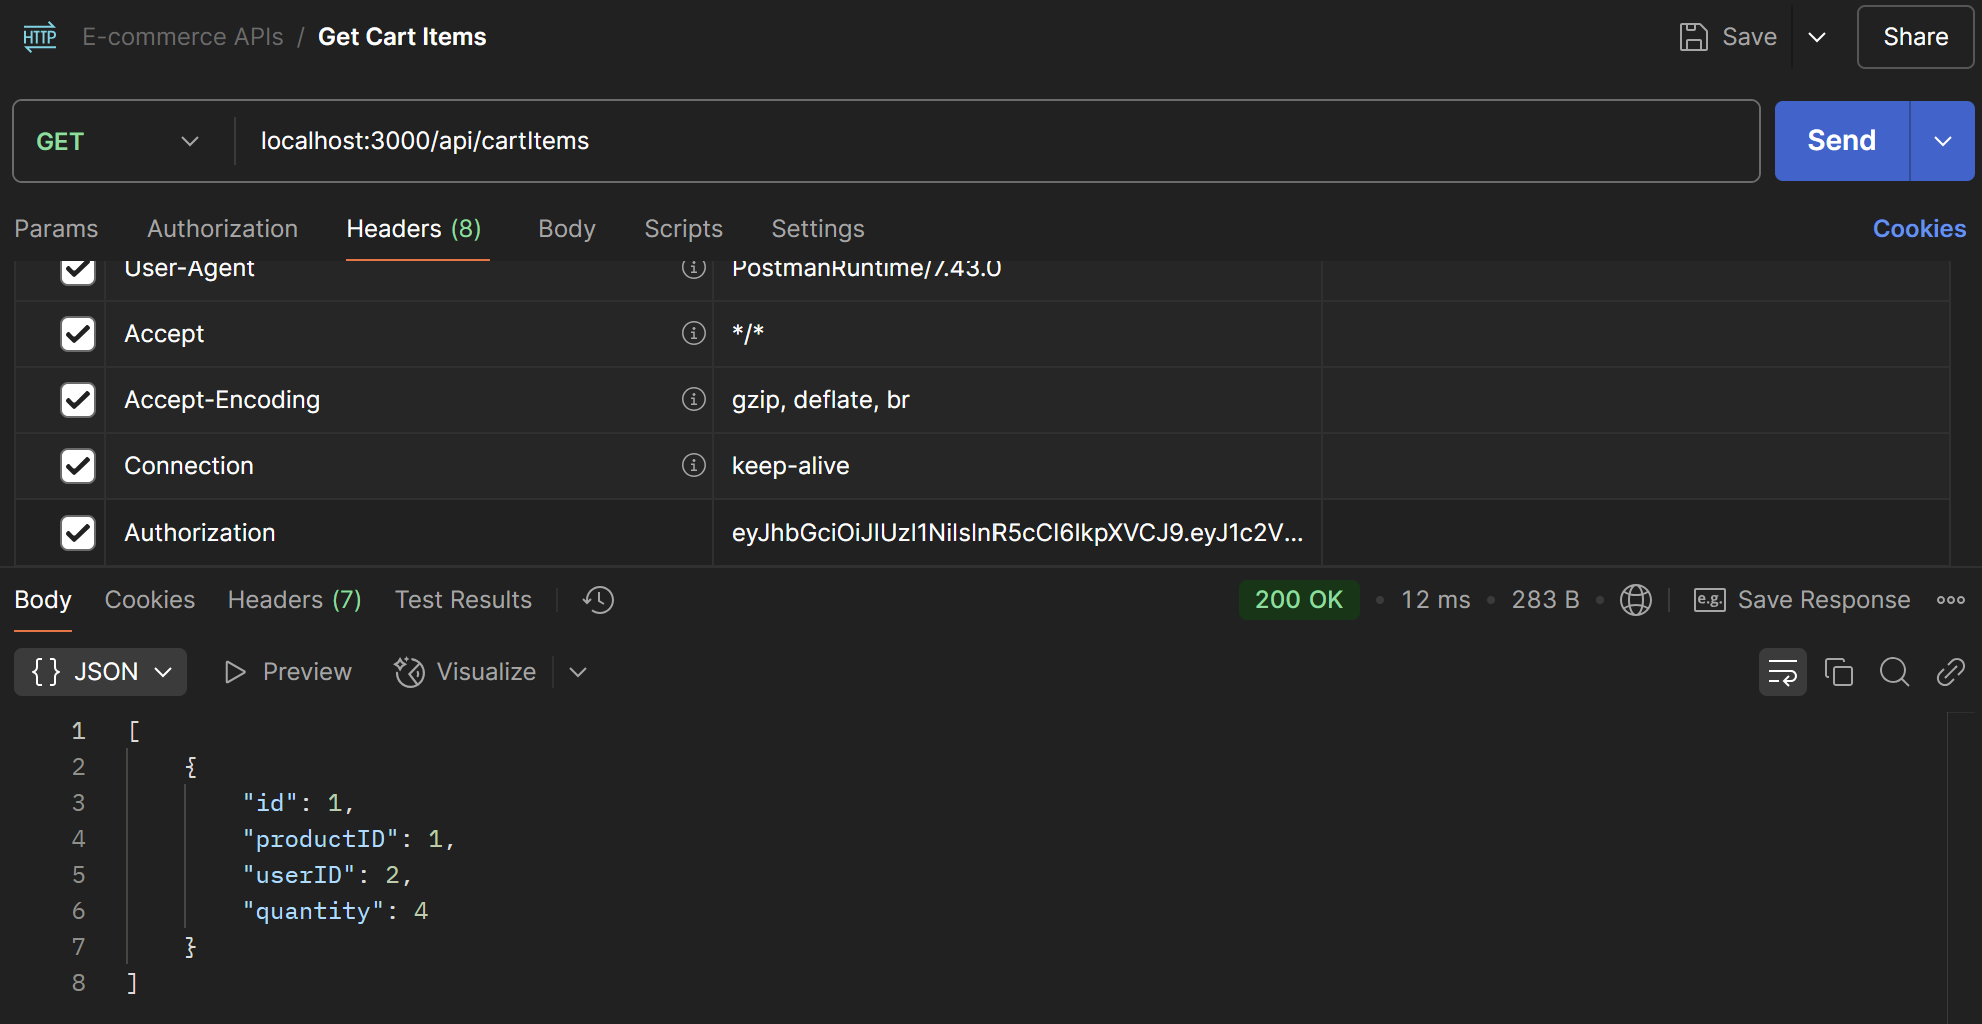 HTTP E-commerce APIs / Get Cart Items Save Share
GET localhost:3000/api/cartItems Send
Params Authorization Headers (8) Body Scripts Settings Cookies
User-Agent PostmanRuntime/7.43.0
Accept */*
Accept-Encoding gzip, deflate, br
Connection keep-alive
Authorization eyJhbGciOiJIUzI1NiIsInR5cCI6IkpXVCJ9.eyJ1c2V...
Body Cookies Headers (7) Test Results 200 OK • 12 ms • 283 B • e.g. Save Response
{} JSON Preview Visualize
1 [
2 {
3 "id": 1,
4 "productID": 1,
5 "userID": 2,
6 "quantity": 4
7 }
8 ]